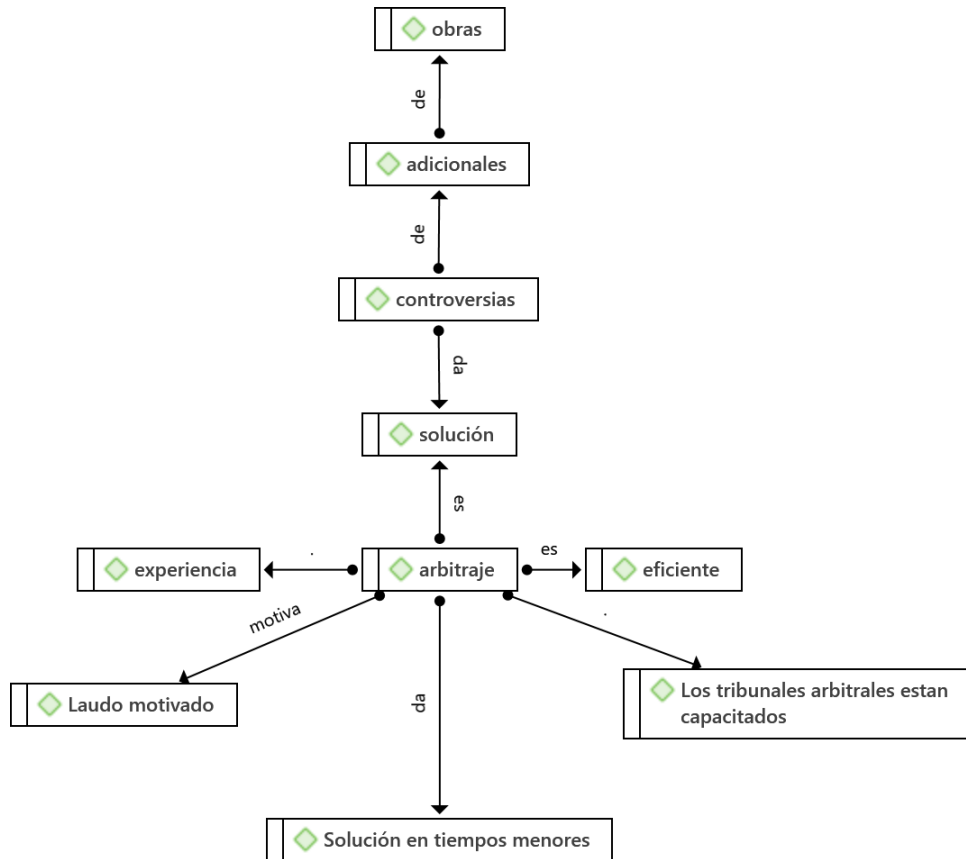 obras
de
adicionales
de
controversias
da
solución
es
experiencia
.
arbitraje
es
eficiente
motiva
.
Laudo motivado
da
Los tribunales arbitrales estan
capacitados
Solución en tiempos menores